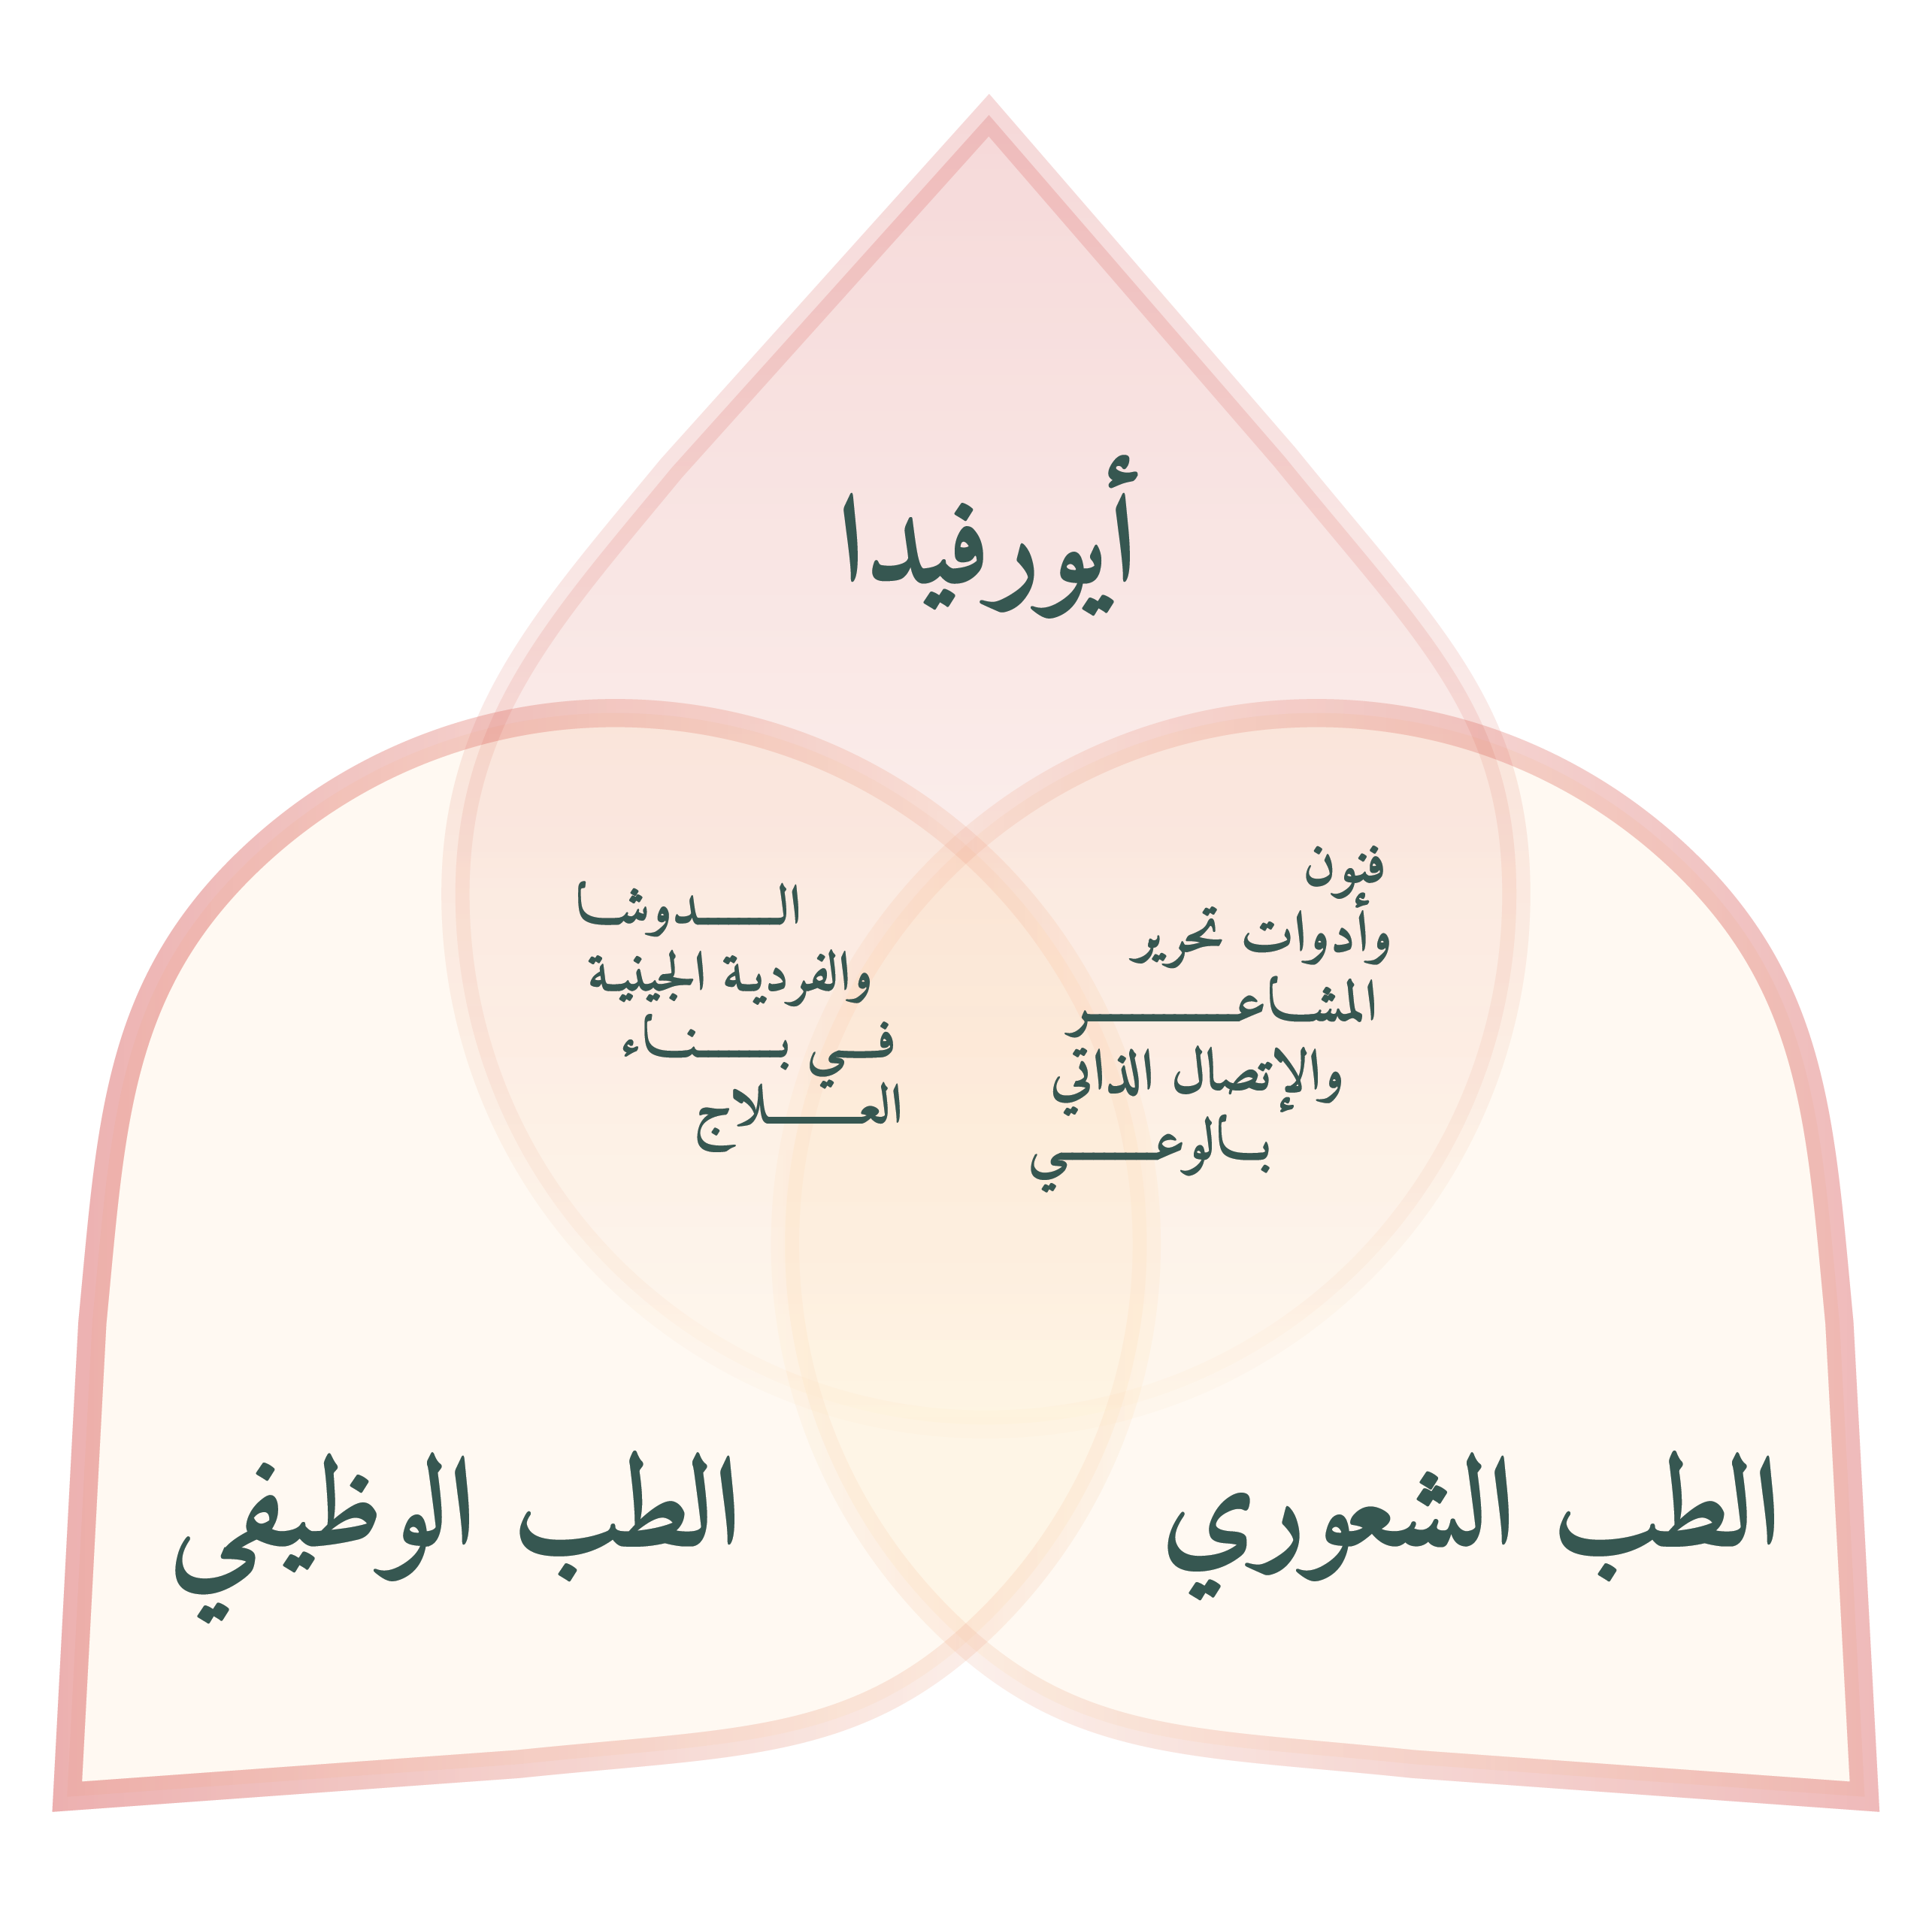 أيورفيدا
فنون
وأدوات تحرير
المشاعر
والإتصال الذاتي
بالوعي
الدوشا
والفردية الجينية
في بناء
العلاج
الطب الشعوري
الطب الوظيفي